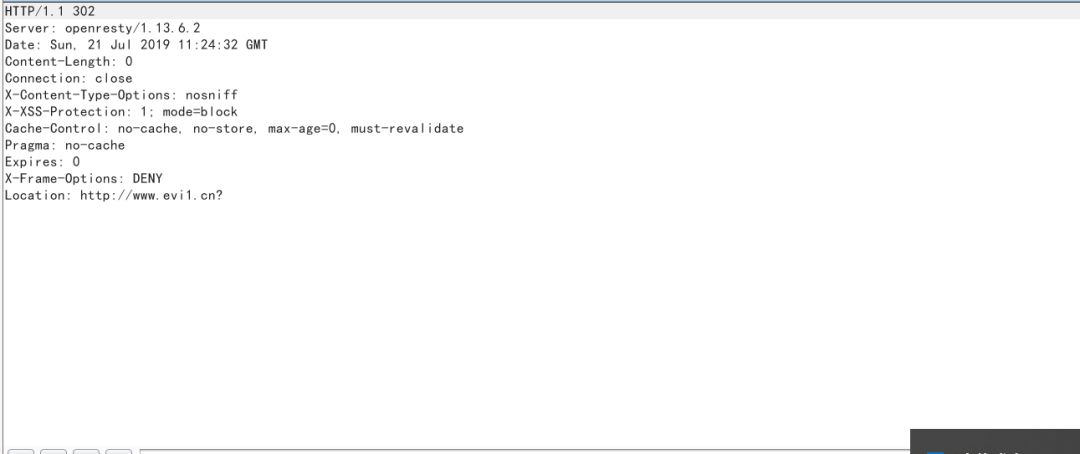 HTTP/1.1 302
Server: openresty/1.13.6.2
Date: Sun, 21 Jul 2019 11:24:32 GMT
Content-Length: 0
Connection: close
X-Content-Type-Options: nosniff
X-XSS-Protection: 1; mode=block
Cache-Control: no-cache, no-store, max-age=0, must-revalidate
Pragma: no-cache
Expires: 0
X-Frame-Options: DENY
Location: http://www.evi1.cn?